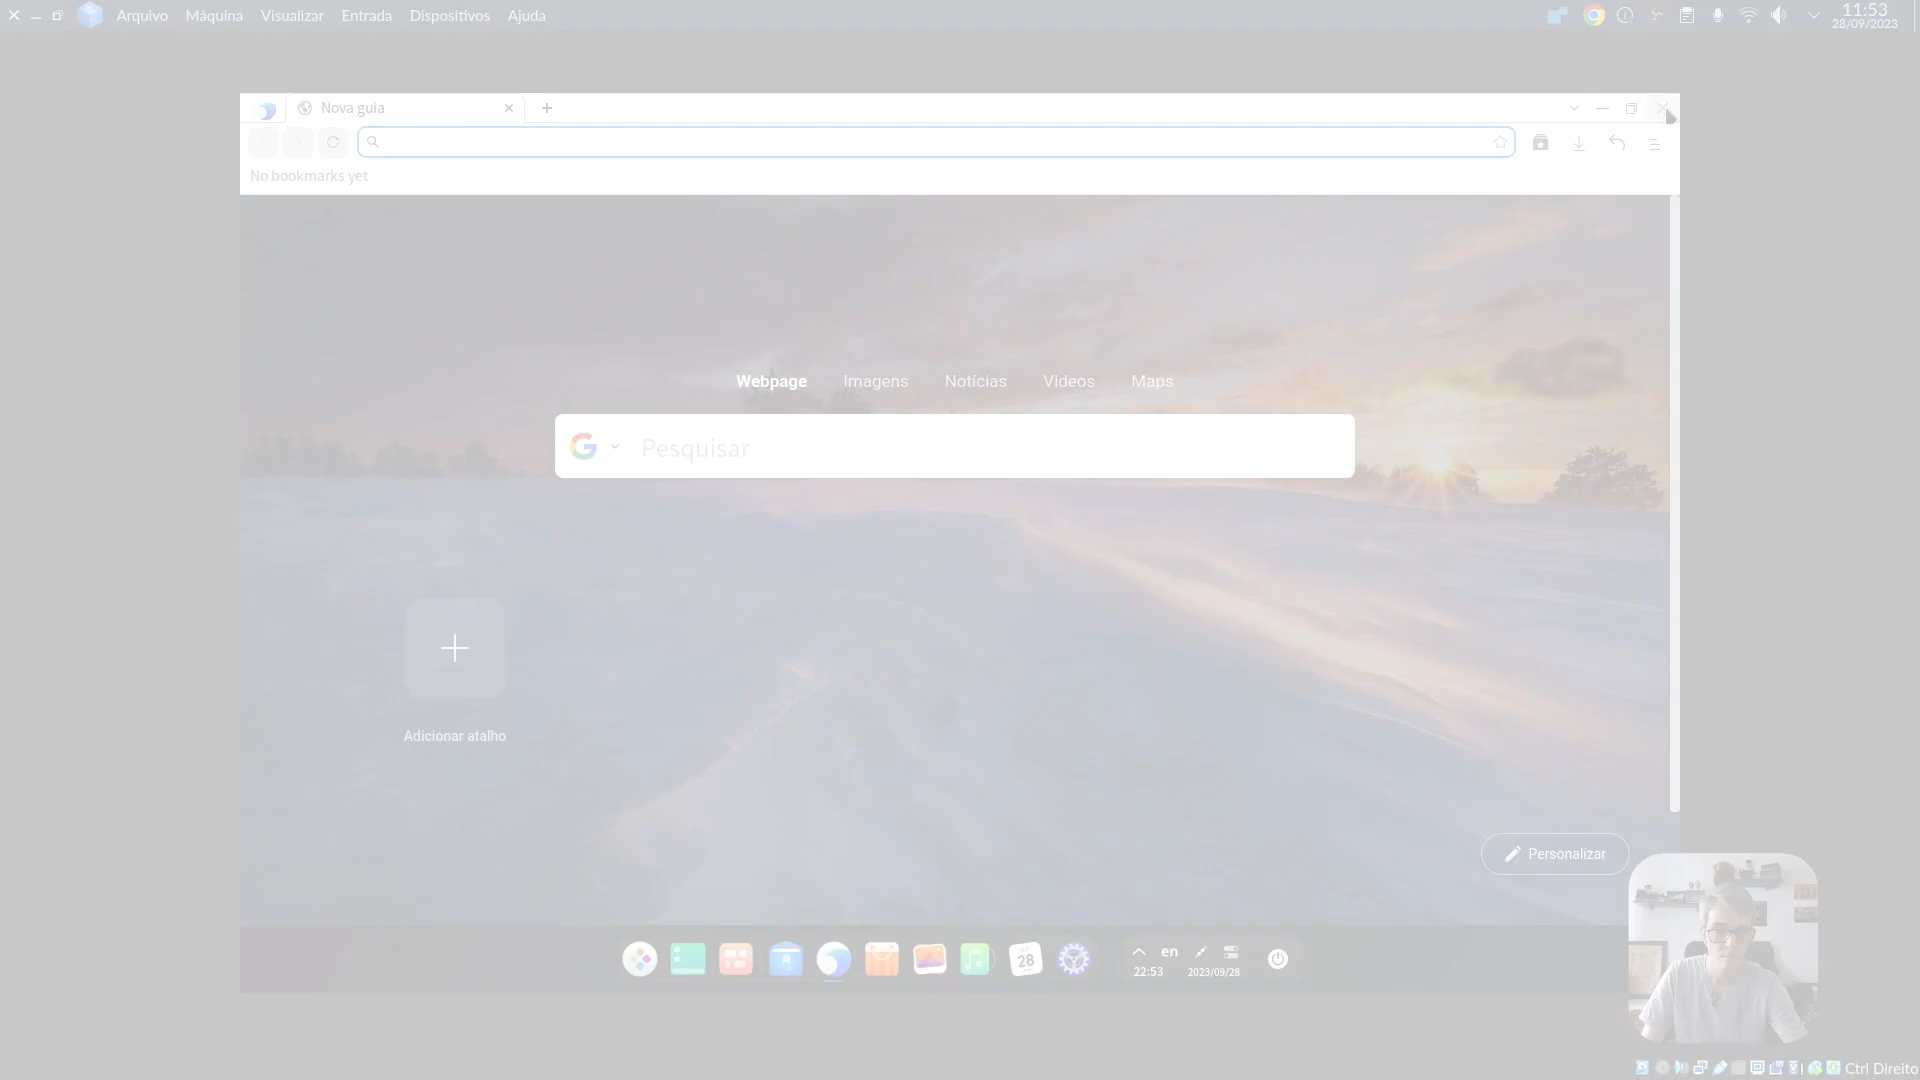 Arquivo Máquina Visualizar Entrada Dispositivos Ajuda
11:53
28/09/2023
Nova guia
No bookmarks yet
Webpage Imagens Notícias Videos Maps
Pesquisar
Adicionar atalho
Personalizar
28
en
22:53 2023/09/28
Ctrl Direito